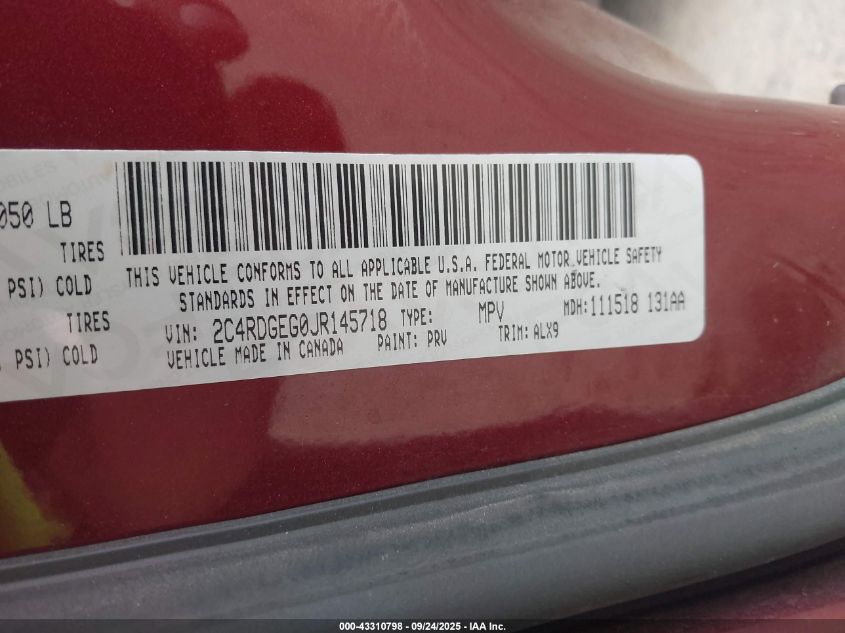 050 LB
TIRES
PSI) COLD
TIRES
PSI) COLD
THIS VEHICLE CONFORMS TO ALL APPLICABLE U.S.A. FEDERAL MOTOR VEHICLE SAFETY
STANDARDS IN EFFECT ON THE DATE OF MANUFACTURE SHOWN ABOVE.
VIN: 2C4RDGEG0JR145718 TYPE: MPV MDH:111518 131AA
VEHICLE MADE IN CANADA PAINT: PRV TRIM: ALX9
000-43310798 - 09/24/2025 - IAA Inc.